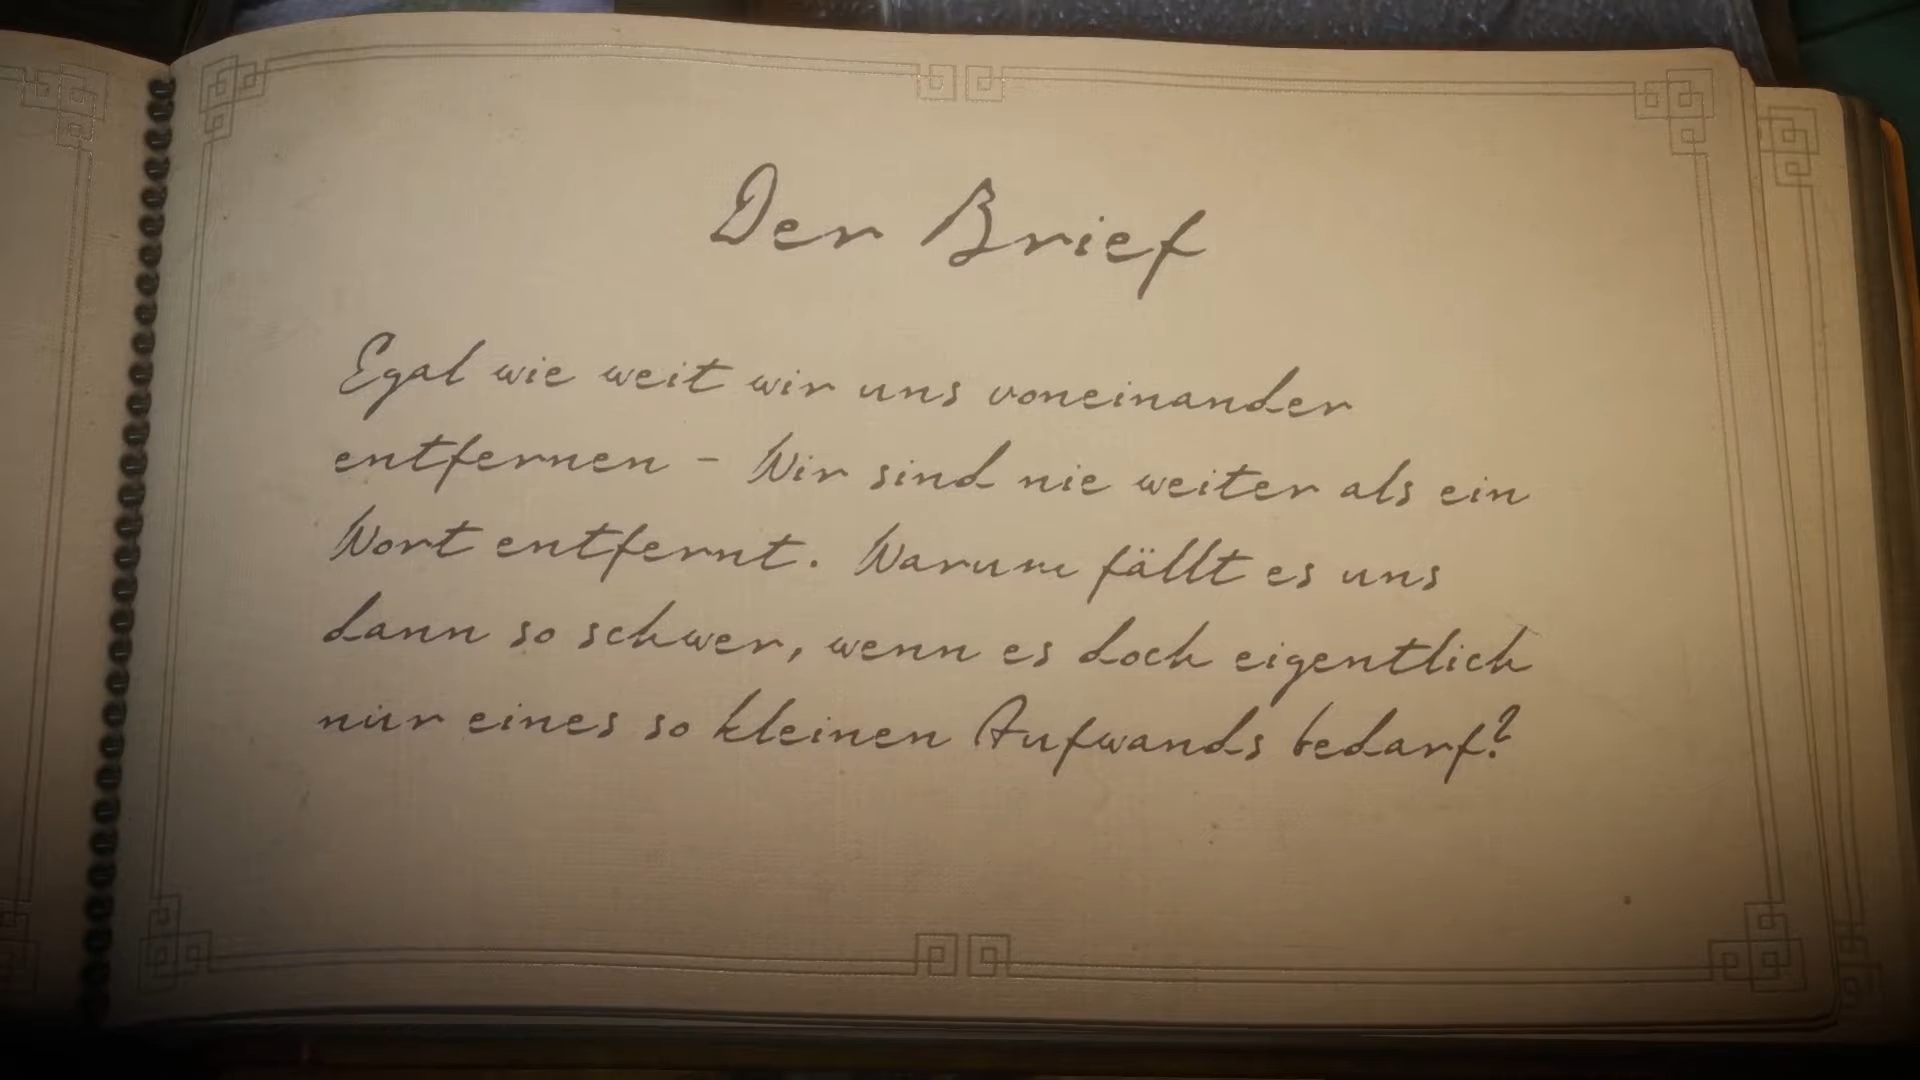 Der Brief
Egal wie weit wir uns voneinander
entfernen - Wir sind nie weiter als ein
Wort entfernt. Warum fällt es uns
dann so schwer, wenn es doch eigentlich
nur eines so kleinen Aufwands bedarf?